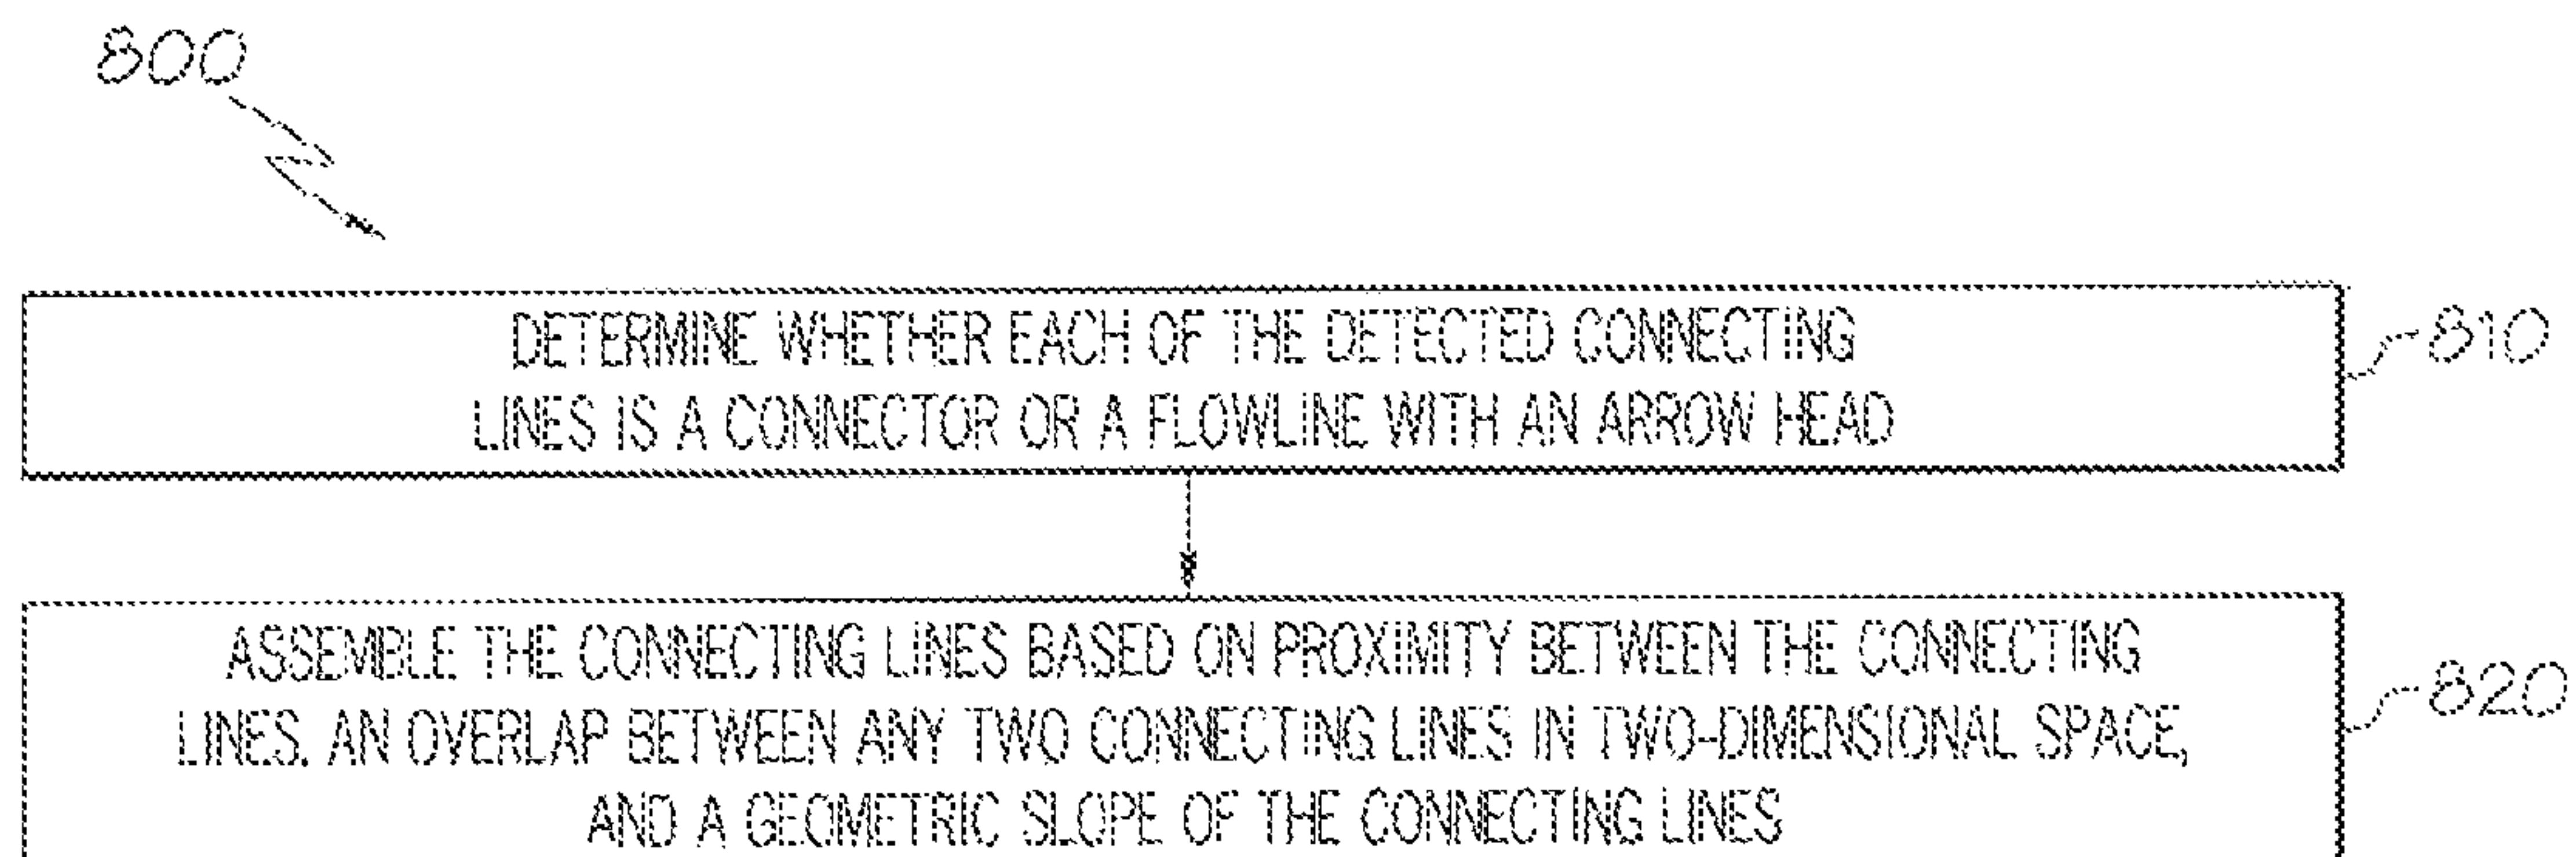 800
DETERMINE WHETHER EACH OF THE DETECTED CONNECTING
LINES IS A CONNECTOR OR A FLOWLINE WITH AN ARROW HEAD
810
ASSEMBLE THE CONNECTING LINES BASED ON PROXIMITY BETWEEN THE CONNECTING
LINES. AN OVERLAP BETWEEN ANY TWO CONNECTING LINES IN TWO-DIMENSIONAL SPACE,
AND A GEOMETRIC SLOPE OF THE CONNECTING LINES
820